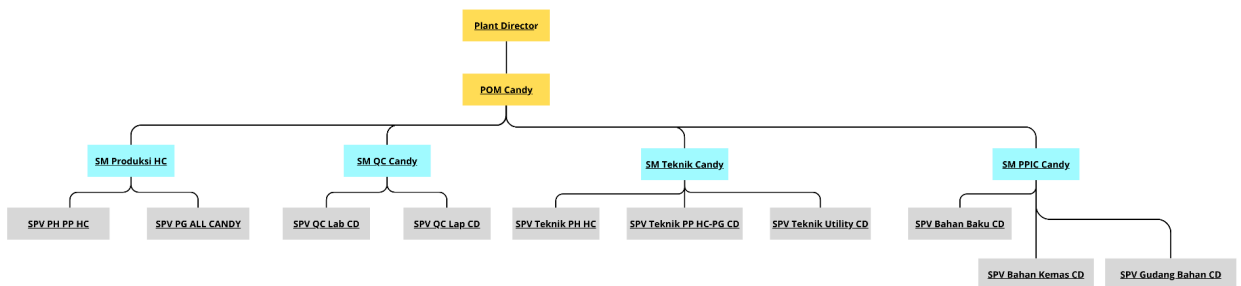 Plant Director
POM Candy
SM Produksi HC
SM QC Candy
SM Teknik Candy
SM PPIC Candy
SPV PH PP HC
SPV PG ALL CANDY
SPV QC Lab CD
SPV QC Lap CD
SPV Teknik PH HC
SPV Teknik PP HC-PG CD
SPV Teknik Utility CD
SPV Bahan Baku CD
SPV Bahan Kemas CD
SPV Gudang Bahan CD